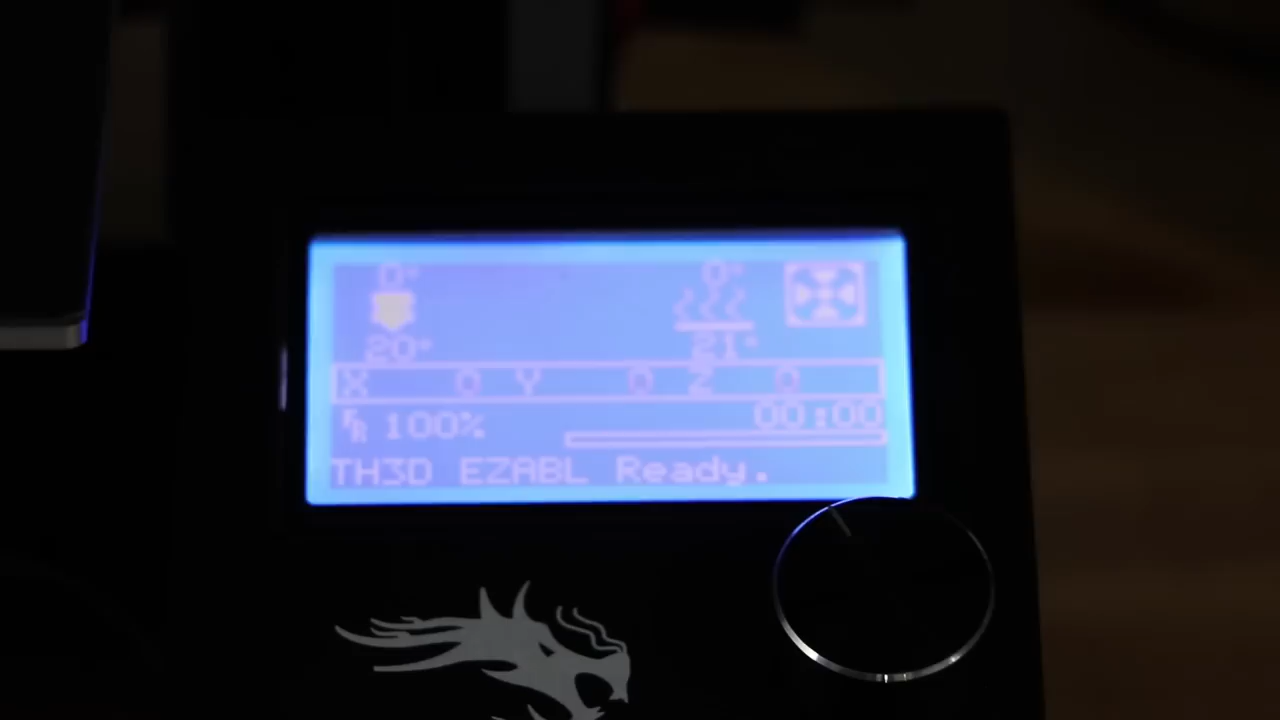 0° 0°
20° 21°
X 0 Y 0 Z 0
FR 100% 00:00
TH3D EZABL Ready.